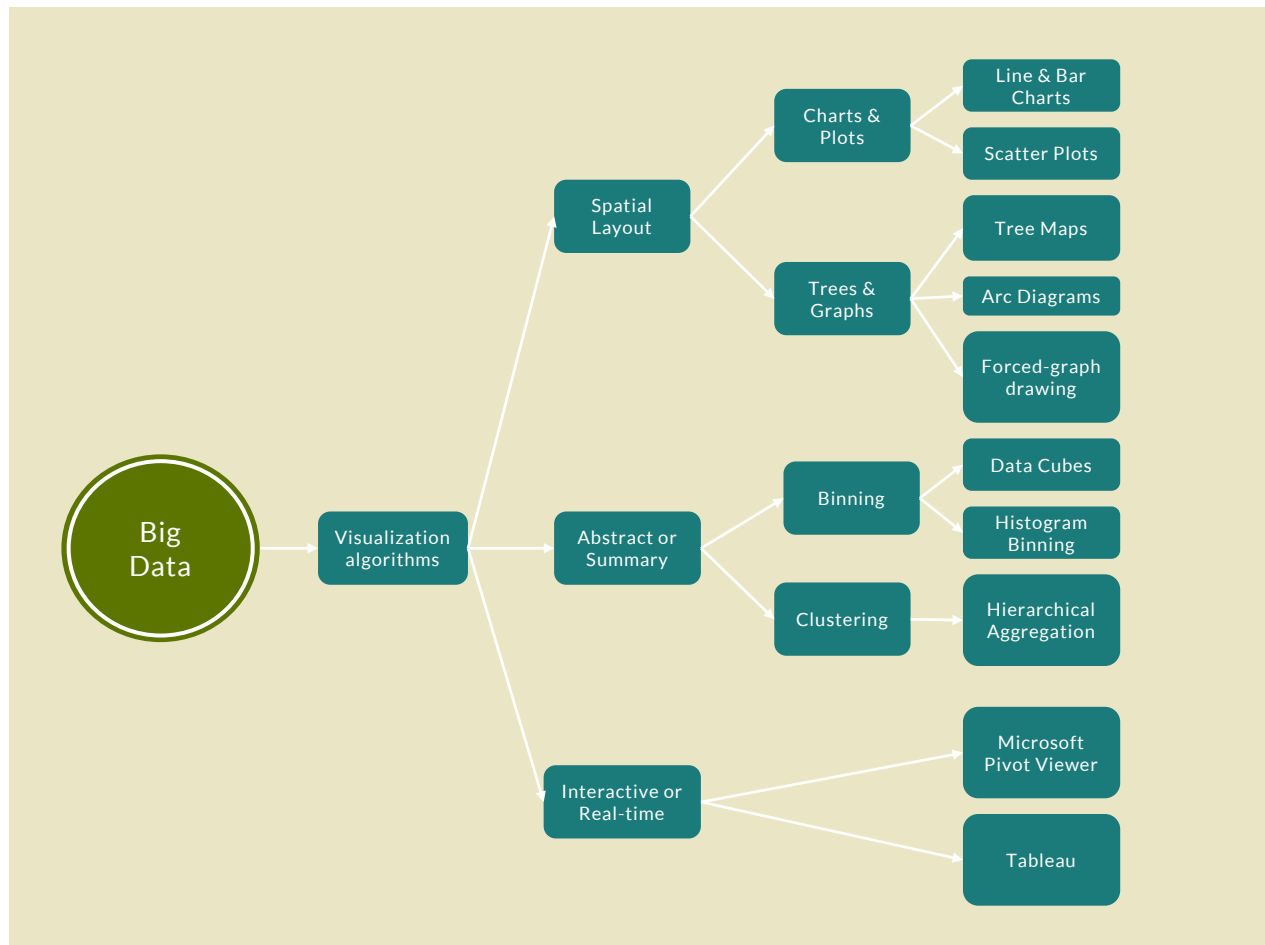 Big
Data
Visualization
algorithms
Spatial
Layout
Charts &
Plots
Line & Bar
Charts
Scatter Plots
Trees &
Graphs
Tree Maps
Arc Diagrams
Forced-graph
drawing
Abstract or
Summary
Binning
Data Cubes
Histogram
Binning
Clustering
Hierarchical
Aggregation
Interactive or
Real-time
Microsoft
Pivot Viewer
Tableau